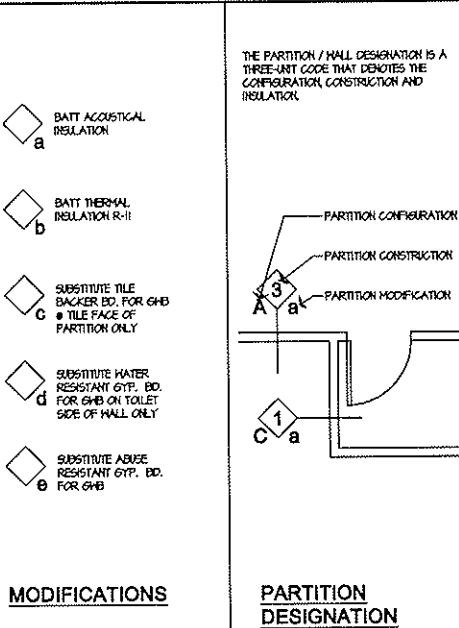 a
BATT ACOUSTICAL
INSULATION
b
BATT THERMAL
INSULATION R-11
c
SUBSTITUTE TILE
BACKER BD. FOR GWB
@ TILE FACE OF
PARTITION ONLY
d
SUBSTITUTE WATER
RESISTANT GYP. BD.
FOR GWB ON TOILET
SIDE OF WALL ONLY
e
SUBSTITUTE ABUSE
RESISTANT GYP. BD.
FOR GWB
MODIFICATIONS
THE PARTITION / WALL DESIGNATION IS A
THREE-UNIT CODE THAT DENOTES THE
CONFIGURATION, CONSTRUCTION AND
INSULATION.
PARTITION CONFIGURATION
PARTITION CONSTRUCTION
PARTITION MODIFICATION
3
A a
1
C a
PARTITION
DESIGNATION